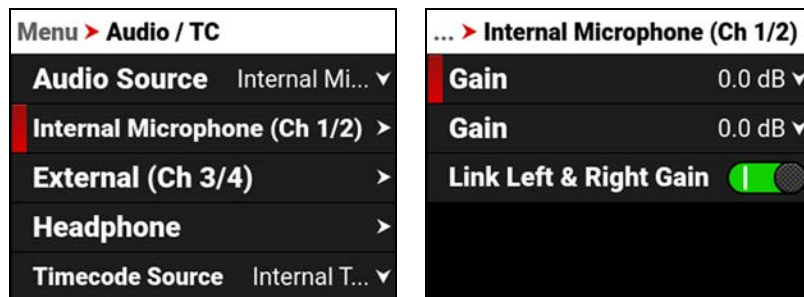 Menu > Audio / TC
Audio Source Internal Mi...
Internal Microphone (Ch 1/2) >
External (Ch 3/4) >
Headphone >
Timecode Source Internal T...
... > Internal Microphone (Ch 1/2)
Gain 0.0 dB
Gain 0.0 dB
Link Left & Right Gain